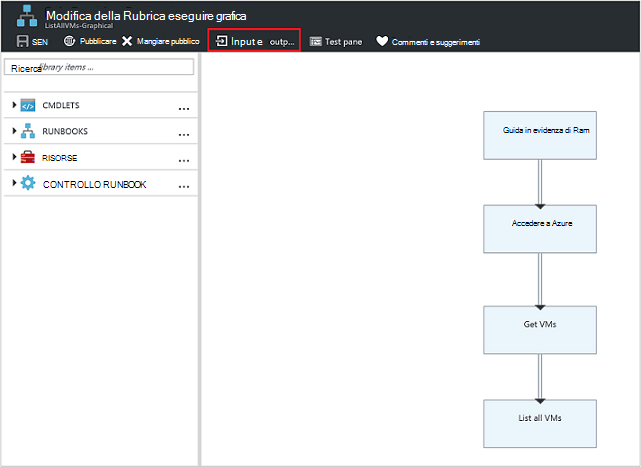 Modifica della Rubrica eseguire grafica
ListAllVMs-Graphical
SEN Pubblicare Mangiare pubblico Input e outp... Test pane Commenti e suggerimenti
Ricerca library items ...
CMDLETS ...
RUNBOOKS ...
RISORSE ...
CONTROLLO RUNBOOK ...
Guida in evidenza di Ram
Accedere a Azure
Get VMs
List all VMs